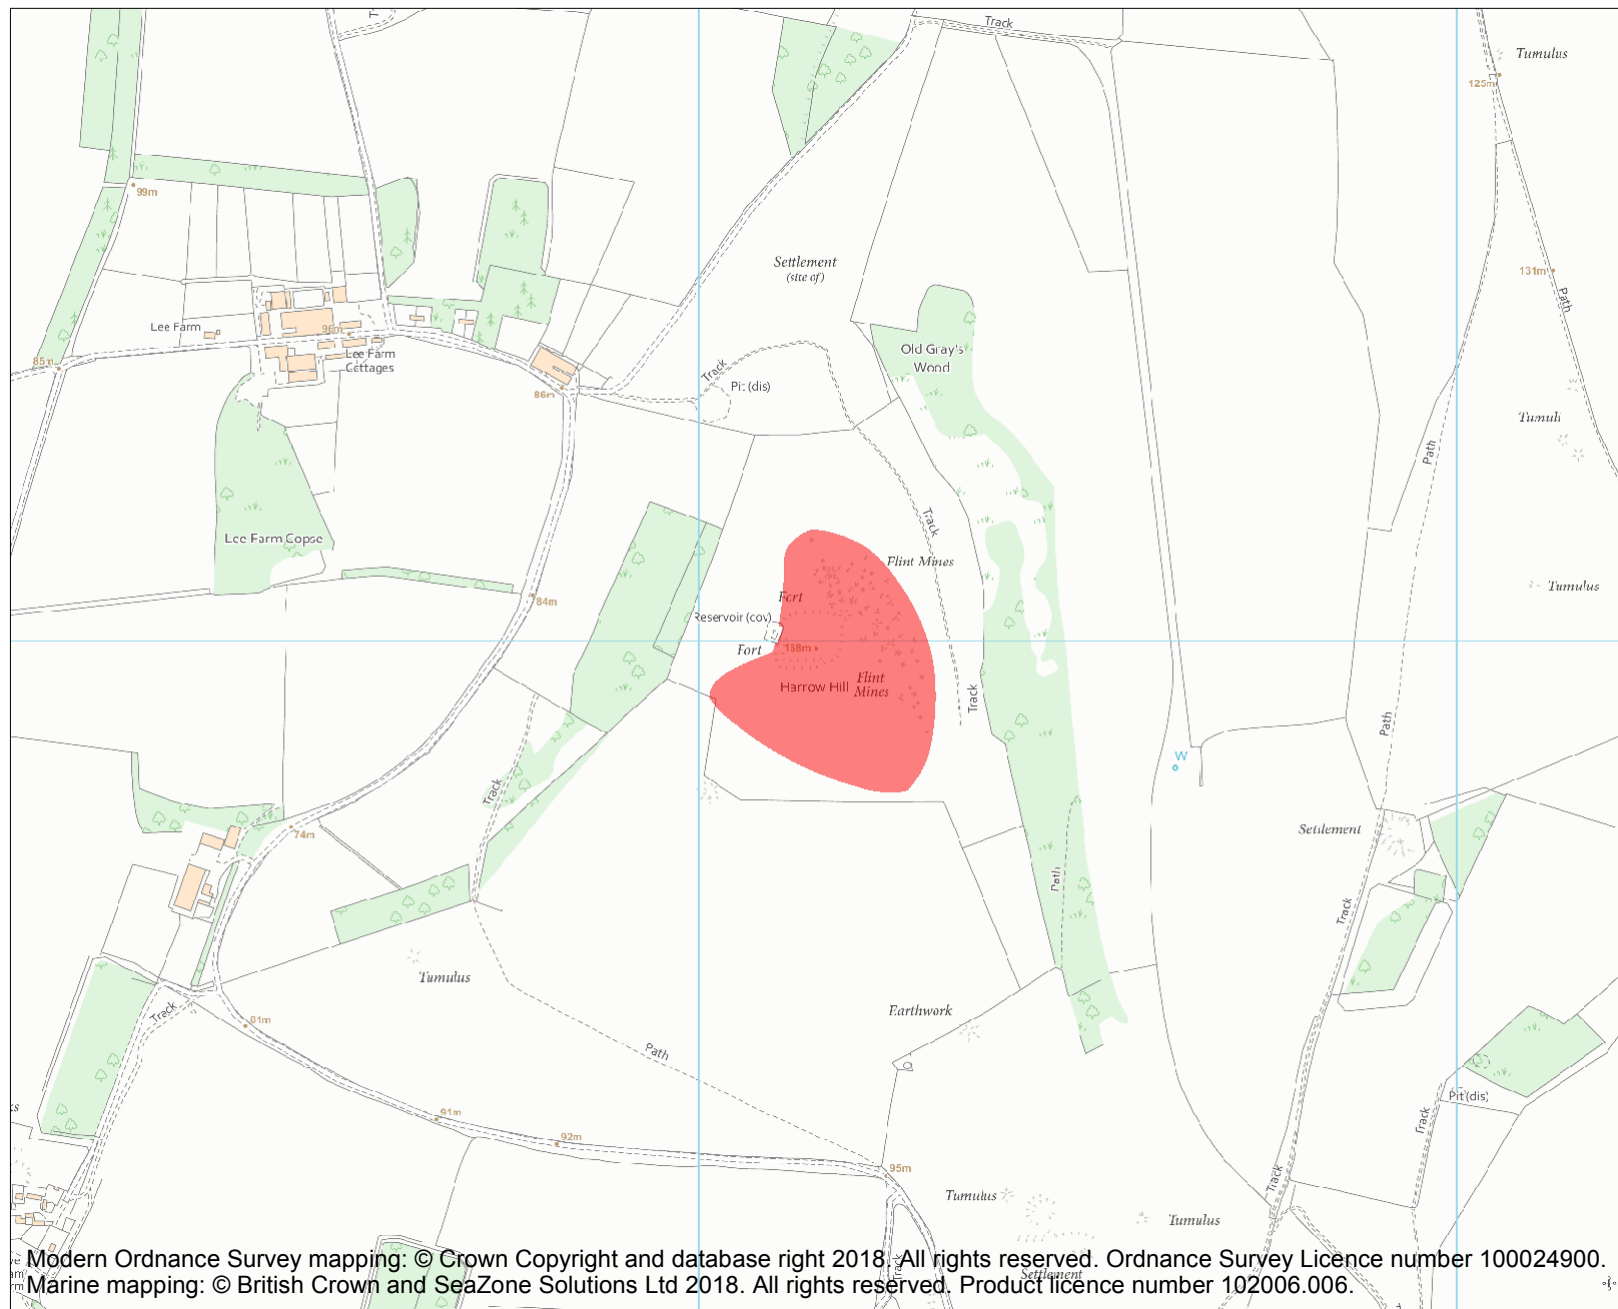 Track
Tumulus
125m
99m
Settlement
(site of)
131m
Path
Lee Farm
96m
Lee Farm
Cottages
85m
Old Gray's
Wood
Track
Pit (dis)
86m
Tumuli
Path
Lee Farm Copse
Track
Flint Mines
Fort
84m
Tumulus
Reservoir (cov)
Fort
168m
Harrow Hill
Flint
Mines
Track
Path
W
Track
74m
Settlement
Path
Track
Tumulus
Track
Earthwork
81m
Path
Pit (dis)
91m
Track
92m
95m
Track
Tumulus
Tumulus
Track
Settlement
Modern Ordnance Survey mapping: © Crown Copyright and database right 2018. All rights reserved. Ordnance Survey Licence number 100024900.
Marine mapping: © British Crown and SeaZone Solutions Ltd 2018. All rights reserved. Product licence number 102006.006.